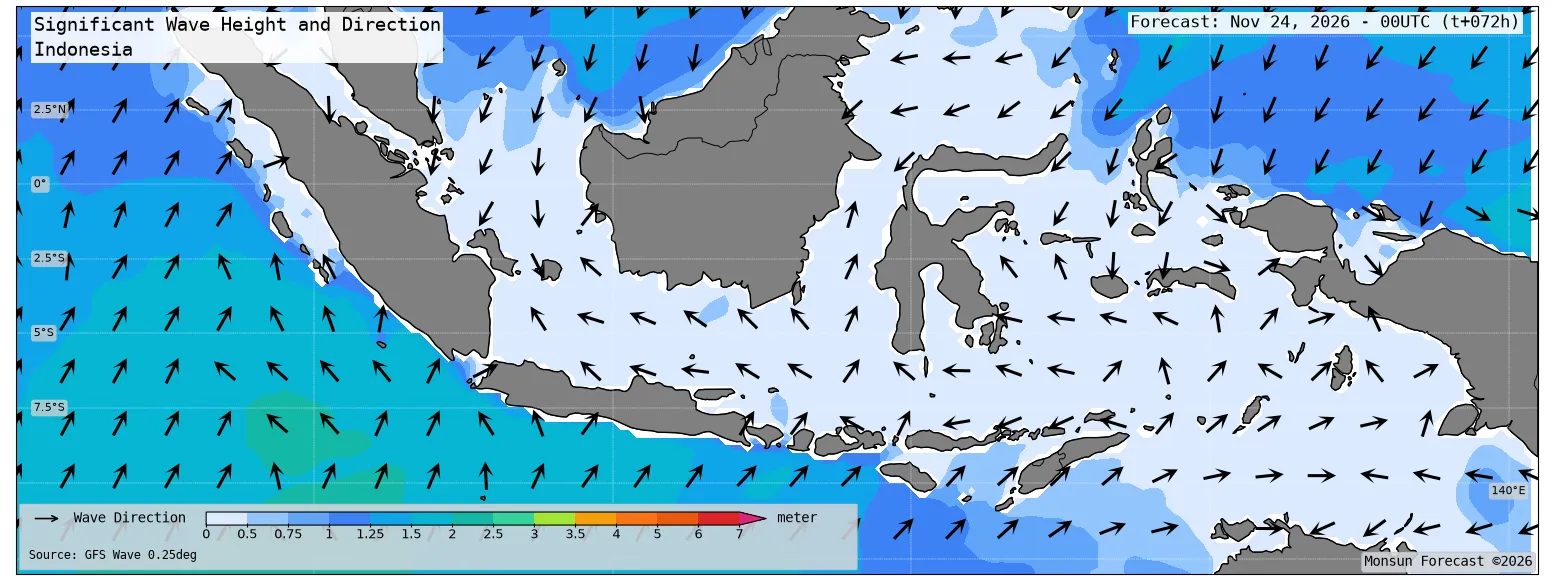 Significant Wave Height and Direction
Indonesia
Forecast: Nov 24, 2026 - 00UTC (t+072h)
2.5°N
0°
2.5°S
5°S
7.5°S
140°E
Wave Direction
meter
0 0.5 0.75 1 1.25 1.5 2 2.5 3 3.5 4 5 6 7
Source: GFS Wave 0.25deg
Monsun Forecast ©2026